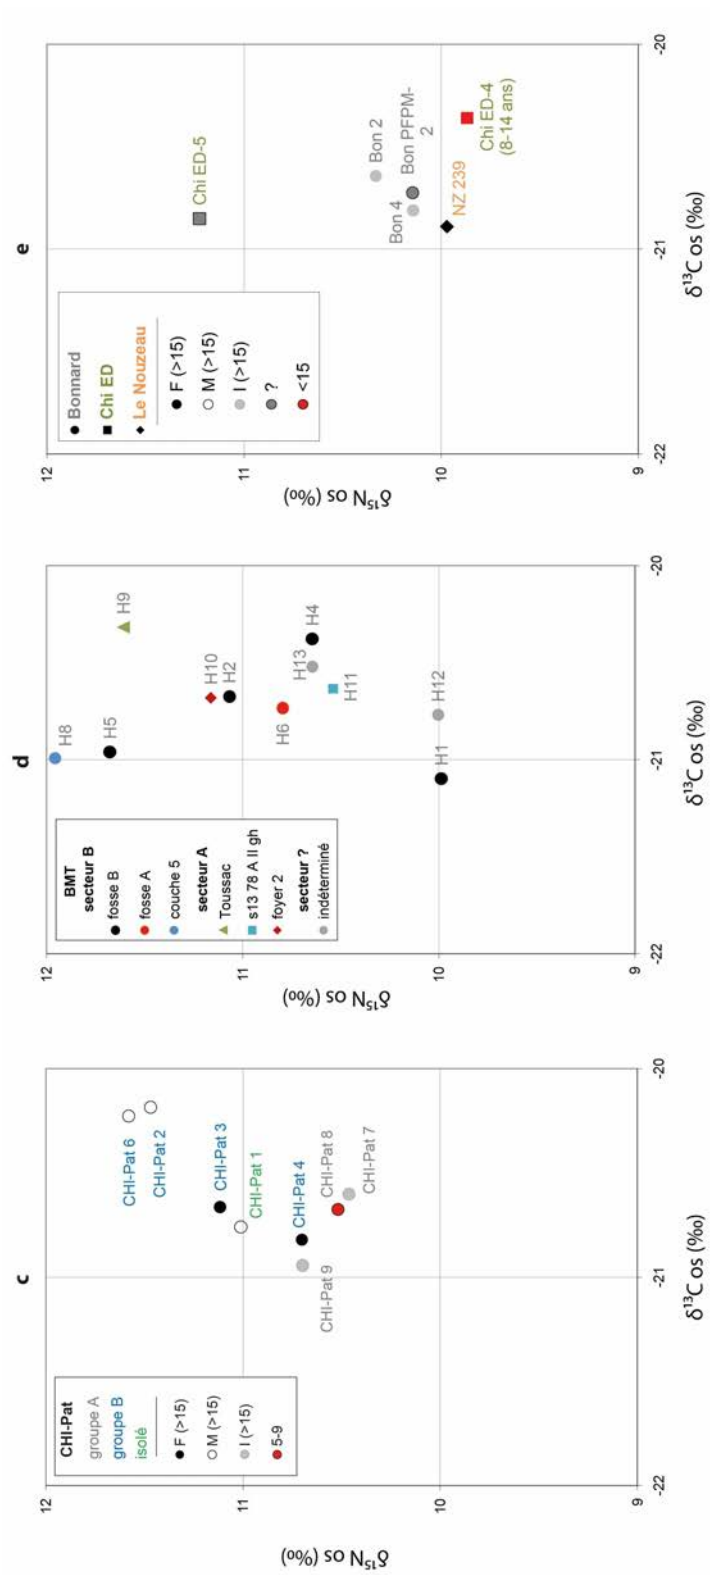 c
δ¹⁵N os (‰)
12
11
10
9
-22
-21
-20
δ¹³C os (‰)
CHI-Pat
groupe A
groupe B
isolé
F (>15)
M (>15)
I (>15)
5-9
CHI-Pat 6
CHI-Pat 2
CHI-Pat 3
CHI-Pat 1
CHI-Pat 4
CHI-Pat 9
CHI-Pat 8
CHI-Pat 7
d
δ¹⁵N os (‰)
12
11
10
9
-22
-21
-20
δ¹³C os (‰)
BMT
secteur B
fosse B
fosse A
couche 5
secteur A
Toussac
s13 78 A II gh
foyer 2
secteur ?
indéterminé
H8
H5
H9
H10
H2
H6
H13
H4
H11
H12
H1
e
δ¹⁵N os (‰)
12
11
10
9
-22
-21
-20
δ¹³C os (‰)
Bonnard
Chi ED
Le Nouzeau
F (>15)
M (>15)
I (>15)
?
<15
Chi ED-5
Bon 2
Bon 4
Bon PFPM-
2
NZ 239
Chi ED-4
(8-14 ans)